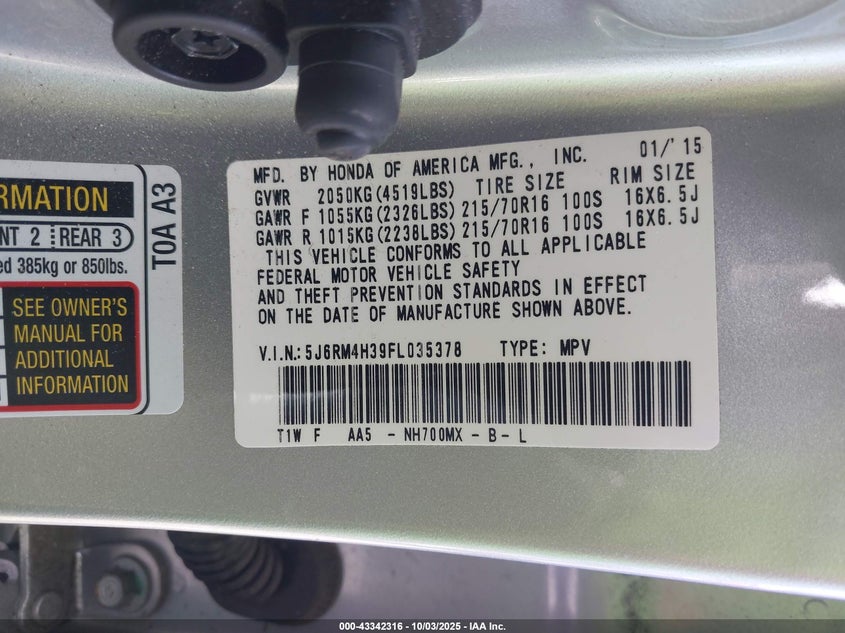 RMATION
NT 2 REAR 3
ed 385kg or 850lbs.
SEE OWNER'S
MANUAL FOR
ADDITIONAL
INFORMATION
T0A A3
MFD. BY HONDA OF AMERICA MFG., INC. 01/'15
GVWR 2050KG(4519LBS) TIRE SIZE RIM SIZE
GAWR F 1055KG(2326LBS) 215/70R16 100S 16X6.5J
GAWR R 1015KG(2238LBS) 215/70R16 100S 16X6.5J
THIS VEHICLE CONFORMS TO ALL APPLICABLE
FEDERAL MOTOR VEHICLE SAFETY
AND THEFT PREVENTION STANDARDS IN EFFECT
ON THE DATE OF MANUFACTURE SHOWN ABOVE.
V.I.N.: 5J6RM4H39FL035378 TYPE: MPV
T1W F AA5 - NH700MX - B - L
000-43342316 - 10/03/2025 - IAA Inc.